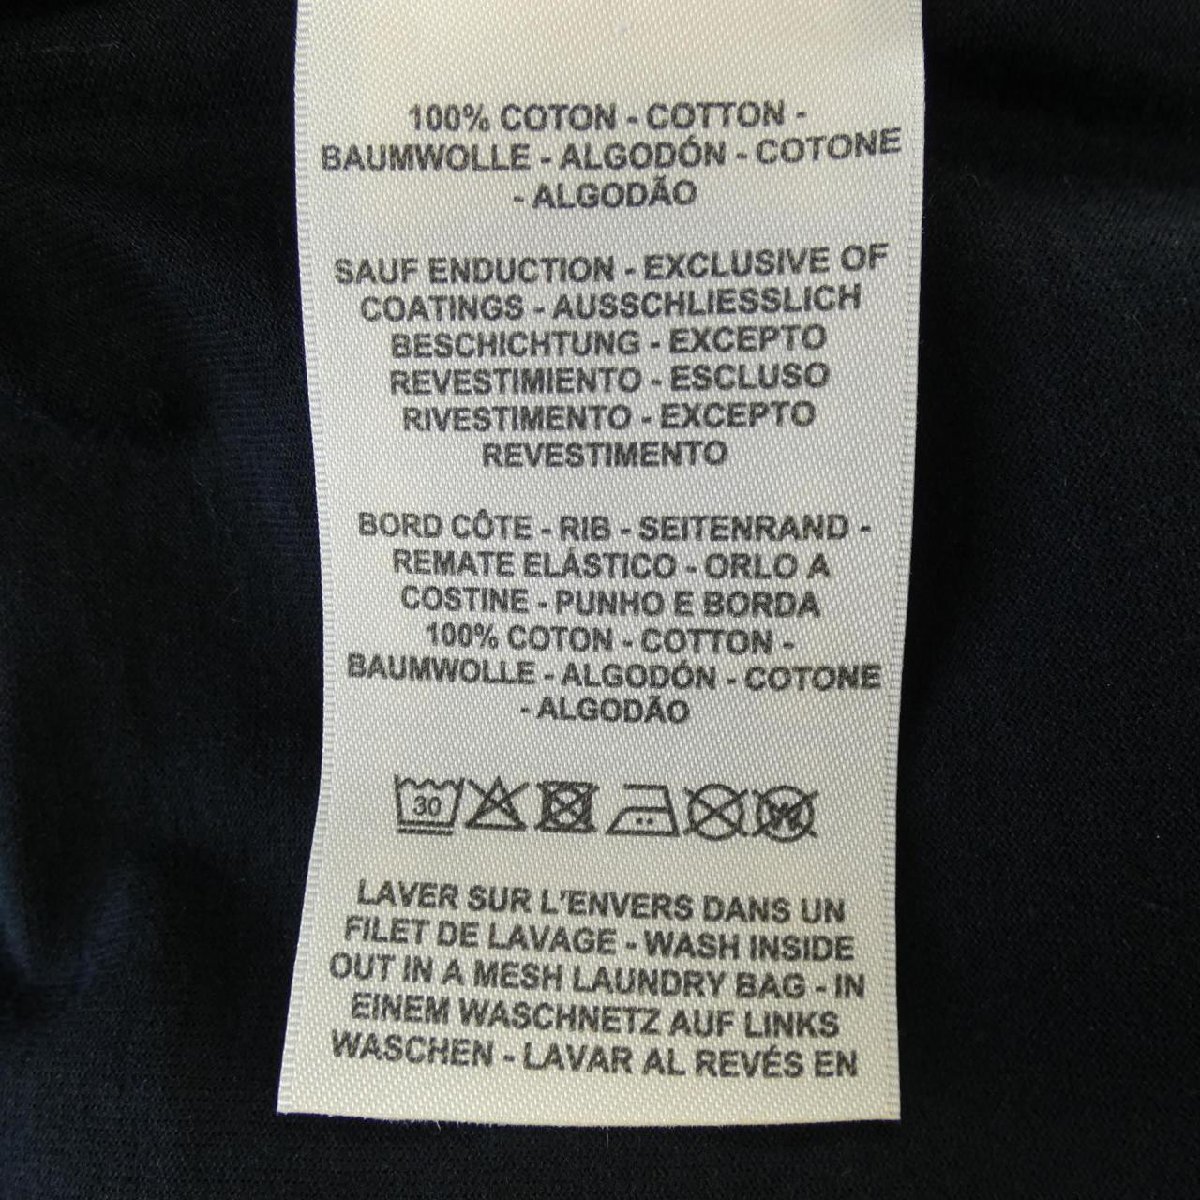 100% COTON - COTTON -
BAUMWOLLE - ALGODÓN - COTONE
- ALGODÃO
SAUF ENDUCTION - EXCLUSIVE OF
COATINGS - AUSSCHLIESSLICH
BESCHICHTUNG - EXCEPTO
REVESTIMIENTO - ESCLUSO
RIVESTIMENTO - EXCEPTO
REVESTIMENTO
BORD CÔTE - RIB - SEITENRAND -
REMATE ELÁSTICO - ORLO A
COSTINE - PUNHO E BORDA
100% COTON - COTTON -
BAUMWOLLE - ALGODÓN - COTONE
- ALGODÃO
30 W
LAVER SUR L'ENVERS DANS UN
FILET DE LAVAGE - WASH INSIDE
OUT IN A MESH LAUNDRY BAG - IN
EINEM WASCHNETZ AUF LINKS
WASCHEN - LAVAR AL REVÉS EN